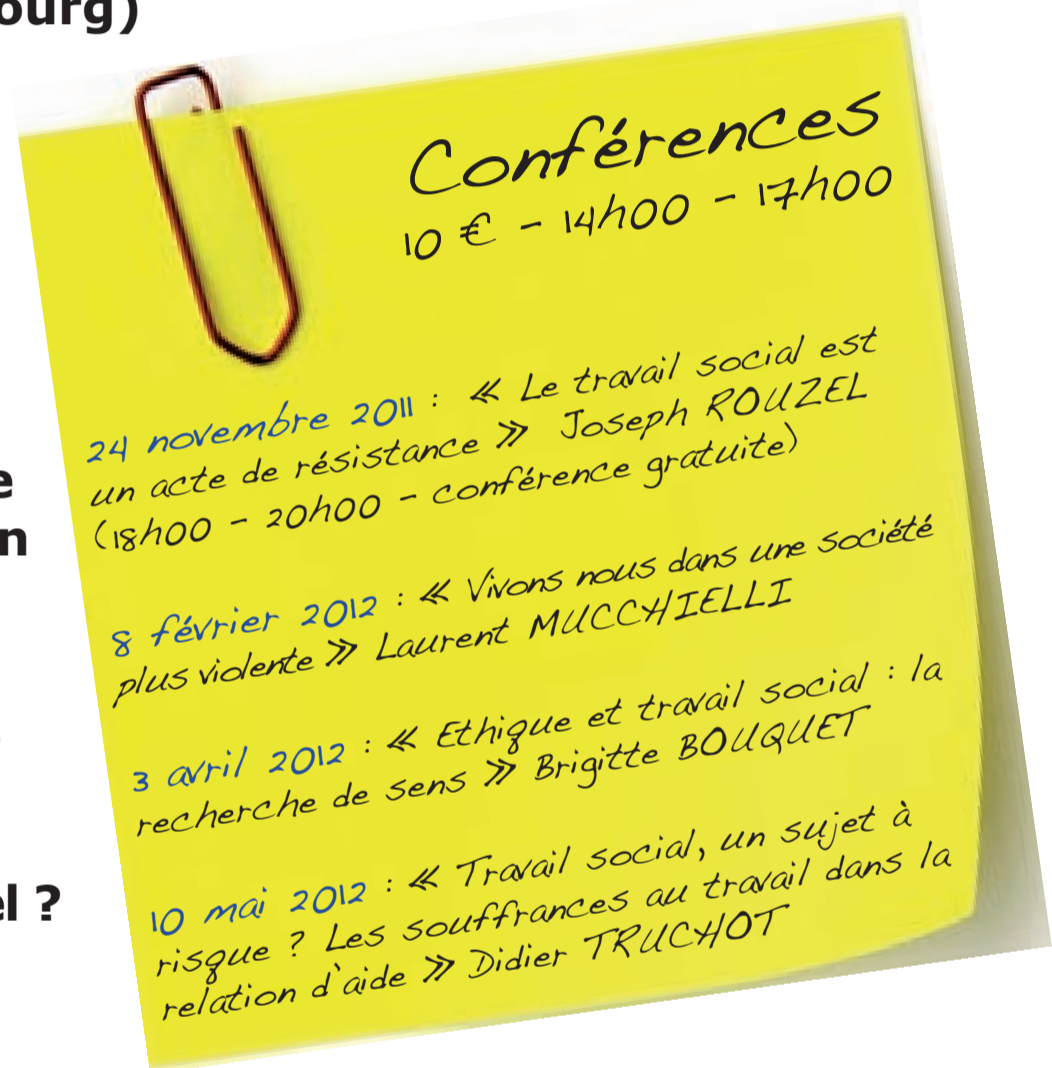 ourg)
Conférences
10 € - 14h00 - 17h00
24 novembre 2011 : « Le travail social est
un acte de résistance » Joseph ROUZEL
(18h00 - 20h00 - conférence gratuite)
e
n
8 février 2012 : « Vivons nous dans une société
plus violente » Laurent MUCCHIELLI
3 avril 2012 : « Ethique et travail social : la
recherche de sens » Brigitte BOUQUET
el ?
10 mai 2012 : « Travail social, un sujet à
risque ? Les souffrances au travail dans la
relation d'aide » Didier TRUCHOT